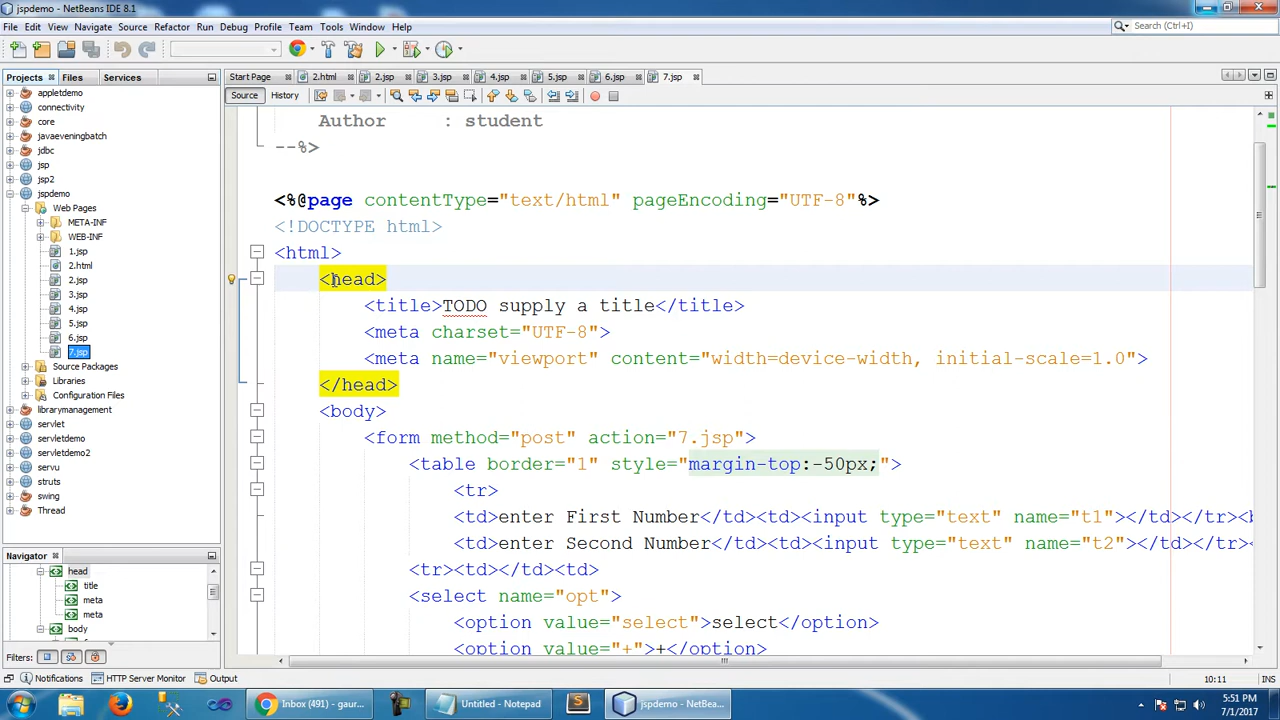 jspdemo - NetBeans IDE 8.1
File Edit View Navigate Source Refactor Run Debug Profile Team Tools Window Help
Search (Ctrl+I)
Projects Files Services
Start Page 2.html 2.jsp 3.jsp 4.jsp 5.jsp 6.jsp 7.jsp
Source History
appletdemo
connectivity
core
javaeveningbatch
jdbc
jsp
jsp2
jspdemo
Web Pages
META-INF
WEB-INF
1.jsp
2.html
2.jsp
3.jsp
4.jsp
5.jsp
6.jsp
7.jsp
Source Packages
Libraries
Configuration Files
librarymanagement
servlet
servletdemo
servletdemo2
servu
struts
swing
Thread
Navigator
head
title
meta
meta
body
Filters:
Author : student
--%>
<%@page contentType="text/html" pageEncoding="UTF-8"%>
<!DOCTYPE html>
<html>
<head>
<title>TODO supply a title</title>
<meta charset="UTF-8">
<meta name="viewport" content="width=device-width, initial-scale=1.0">
</head>
<body>
<form method="post" action="7.jsp">
<table border="1" style="margin-top:-50px;">
<tr>
<td>enter First Number</td><td><input type="text" name="t1"></td></tr><b
<td>enter Second Number</td><td><input type="text" name="t2"></td></tr>
<tr><td></td><td>
<select name="opt">
<option value="select">select</option>
<option value="+">+</option>
Notifications HTTP Server Monitor Output
10:11 INS
Inbox (491) - gaur... Untitled - Notepad jspdemo - NetBea...
5:51 PM
7/1/2017